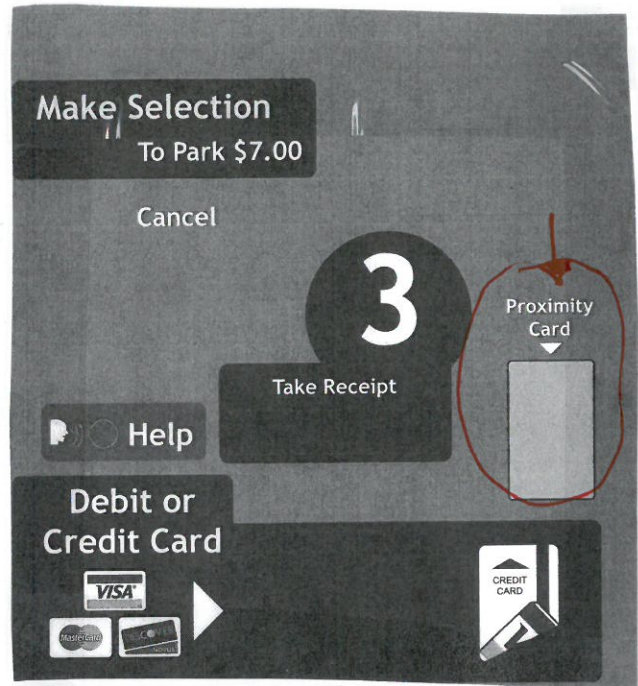 Make Selection
To Park $7.00
Cancel
3
Proximity
Card
Take Receipt
Help
Debit or
Credit Card
VISA
MasterCard
DISCOVER
CREDIT
CARD